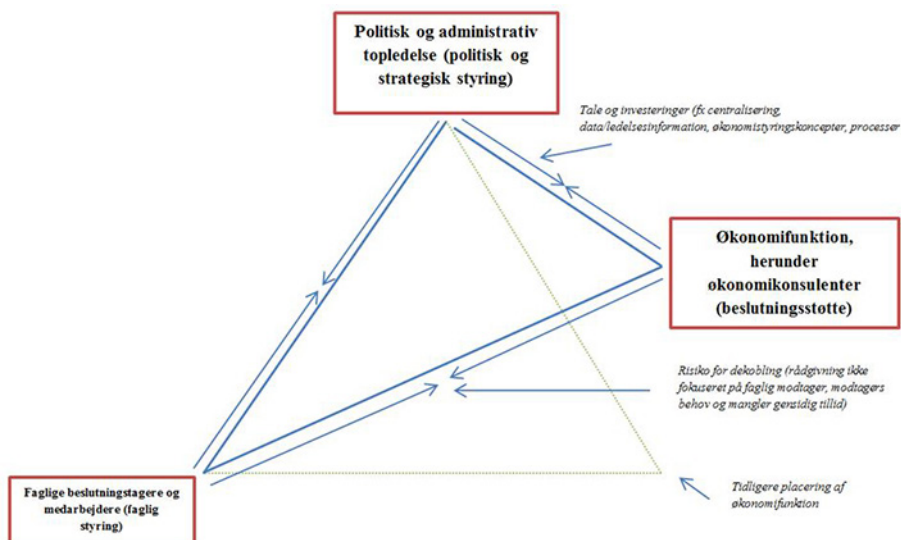 Politisk og administrativ
topledelse (politisk og
strategisk styring)
Tale og investeringer (fx centralisering,
data/ledelsesinformation, økonomistyringskoncepter, processer
Økonomifunktion,
herunder
økonomikonsulenter
(beslutningsstøtte)
Risiko for dekobling (rådgivning ikke
fokuseret på faglig modtager, modtagers
behov og mangler gensidig tillid)
Faglige beslutningstagere og
medarbejdere (faglig
styring)
Tidligere placering af
økonomifunktion